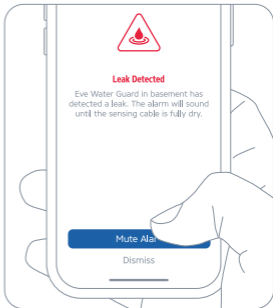 Leak Detected
Eve Water Guard in basement has
detected a leak. The alarm will sound
until the sensing cable is fully dry.
Mute
Dismiss